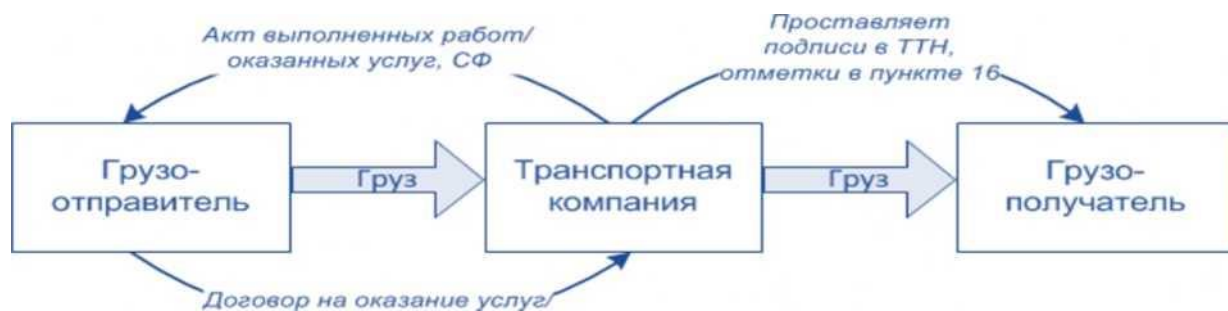 Акт выполненных работ/
оказанных услуг, СФ
Проставляет
подписи в ТТН,
отметки в пункте 16
Грузо-
отправитель
Груз
Транспортная
компания
Груз
Грузо-
получатель
Договор на оказание услуг/